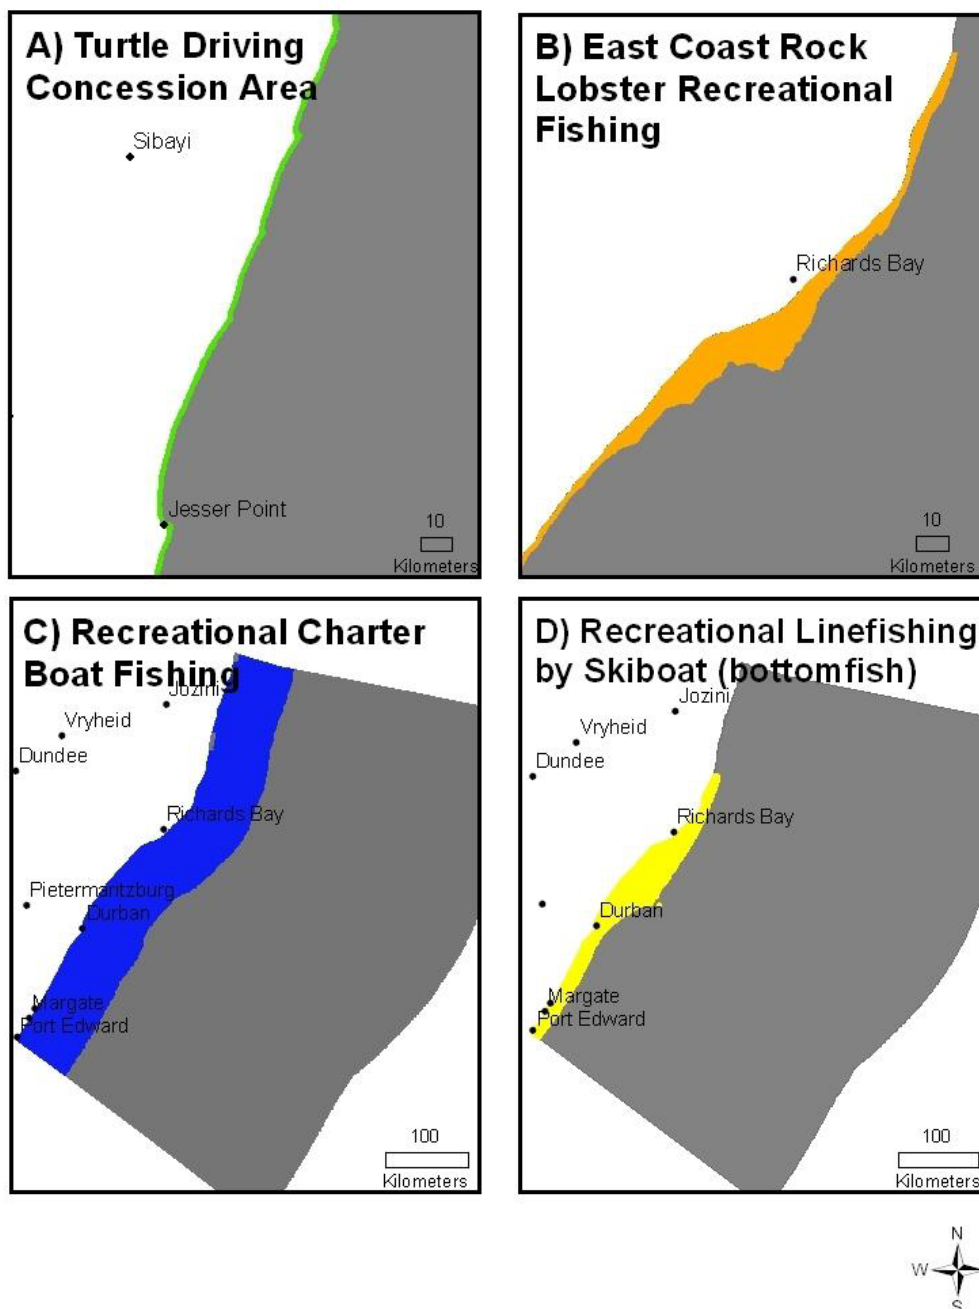 A) Turtle Driving
Concession Area
Sibayi
Jesser Point
10
Kilometers
B) East Coast Rock
Lobster Recreational
Fishing
Richards Bay
10
Kilometers
C) Recreational Charter
Boat Fishing
Jozini
Vryheid
Dundee
Richards Bay
Pietermaritzburg
Durban
Margate
Port Edward
100
Kilometers
D) Recreational Linefishing
by Skiboat (bottomfish)
Jozini
Vryheid
Dundee
Richards Bay
Durban
Margate
Port Edward
100
Kilometers
N
W
S